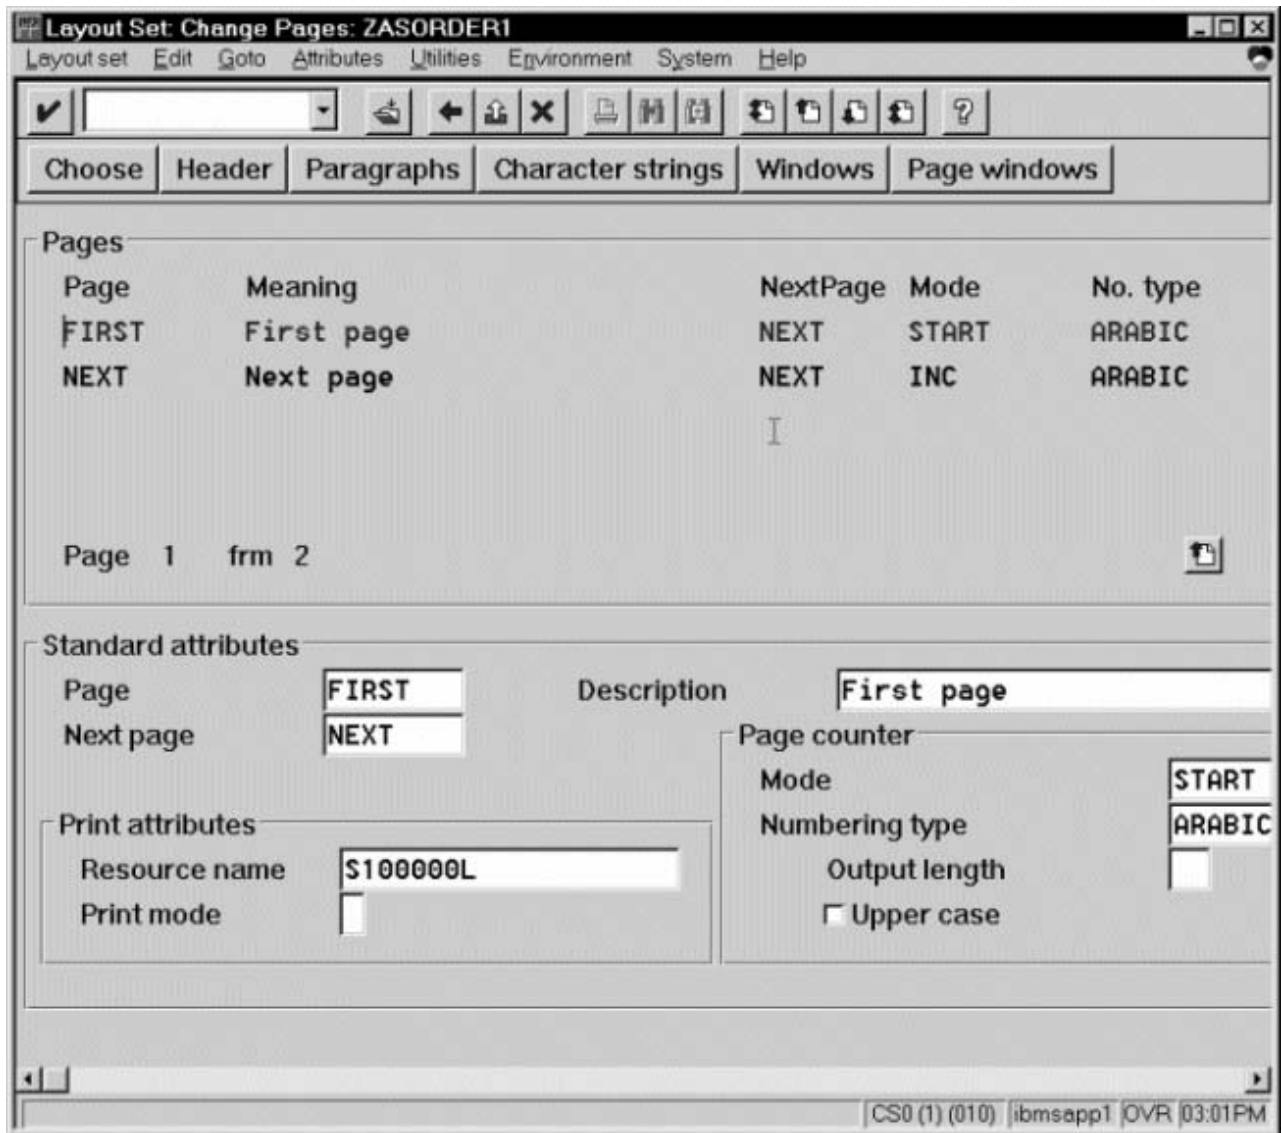 Layout Set: Change Pages: ZASORDER1
Layout set Edit Goto Attributes Utilities Environment System Help
Choose Header Paragraphs Character strings Windows Page windows
Pages
Page Meaning NextPage Mode No. type
FIRST First page NEXT START ARABIC
NEXT Next page NEXT INC ARABIC
Page 1 frm 2
Standard attributes
Page FIRST Description First page
Next page NEXT
Page counter
Mode START
Print attributes
Numbering type ARABIC
Resource name S100000L
Output length
Print mode
Upper case
CS0 (1) (010) ibmsapp1 OVR 03:01PM